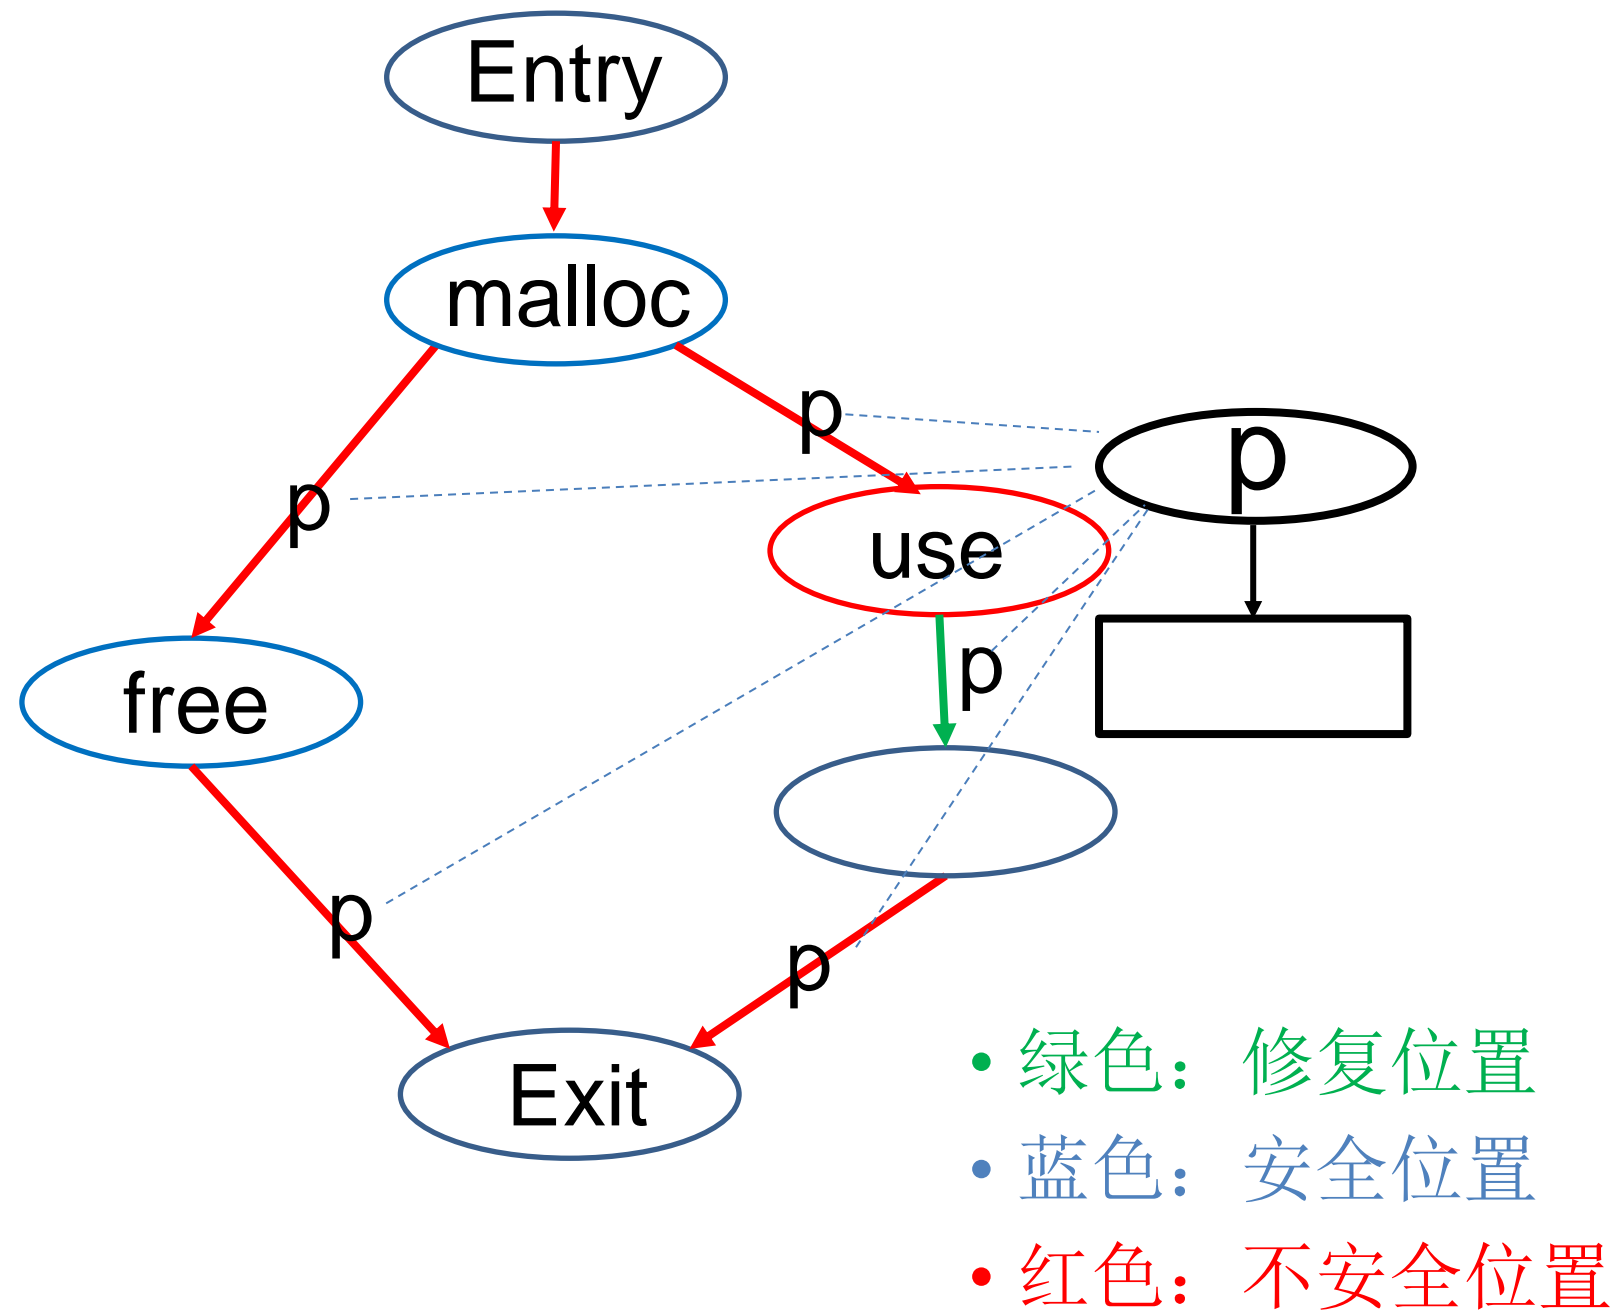 Entry
malloc
p
p
p
use
p
free
p
p
Exit
• 绿色：修复位置
• 蓝色：安全位置
• 红色：不安全位置